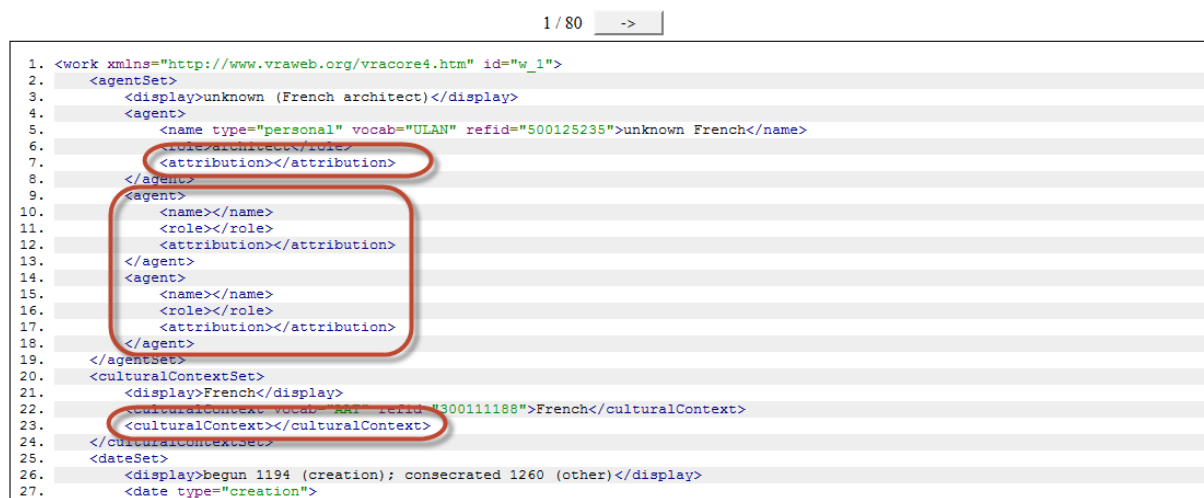 1 / 80 ->
1. <work xmlns="http://www.vraweb.org/vracore4.htm" id="w_1">
2. <agentSet>
3. <display>unknown (French architect)</display>
4. <agent>
5. <name type="personal" vocab="ULAN" refid="500125235">unknown French</name>
6. <role>architect</role>
7. <attribution></attribution>
8. </agent>
9. <agent>
10. <name></name>
11. <role></role>
12. <attribution></attribution>
13. </agent>
14. <agent>
15. <name></name>
16. <role></role>
17. <attribution></attribution>
18. </agent>
19. </agentSet>
20. <culturalContextSet>
21. <display>French</display>
22. <culturalContext vocab="AAT" refid="300111188">French</culturalContext>
23. <culturalContext></culturalContext>
24. </culturalContextSet>
25. <dateSet>
26. <display>begun 1194 (creation); consecrated 1260 (other)</display>
27. <date type="creation">